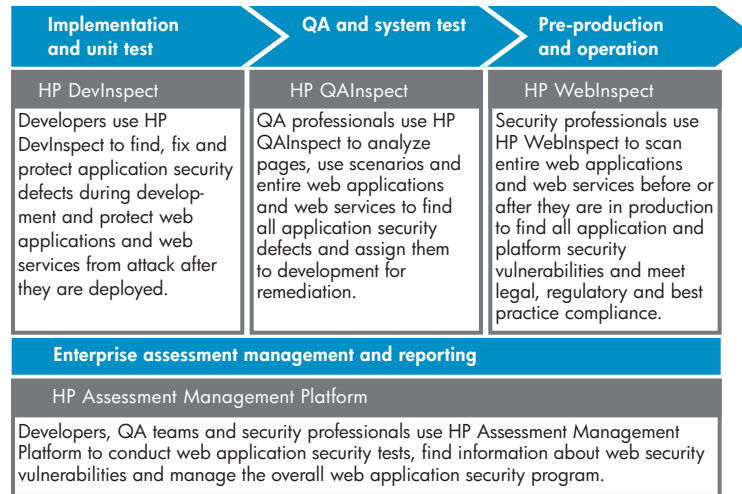 Implementation
and unit test
QA and system test
Pre-production
and operation
HP DevInspect
Developers use HP
DevInspect to find, fix and
protect application security
defects during develop-
ment and protect web
applications and web
services from attack after
they are deployed.
HP QAInspect
QA professionals use HP
QAInspect to analyze
pages, use scenarios and
entire web applications
and web services to find
all application security
defects and assign them
to development for
remediation.
HP WebInspect
Security professionals use
HP WebInspect to scan
entire web applications
and web services before or
after they are in production
to find all application and
platform security
vulnerabilities and meet
legal, regulatory and best
practice compliance.
Enterprise assessment management and reporting
HP Assessment Management Platform
Developers, QA teams and security professionals use HP Assessment Management
Platform to conduct web application security tests, find information about web security
vulnerabilities and manage the overall web application security program.